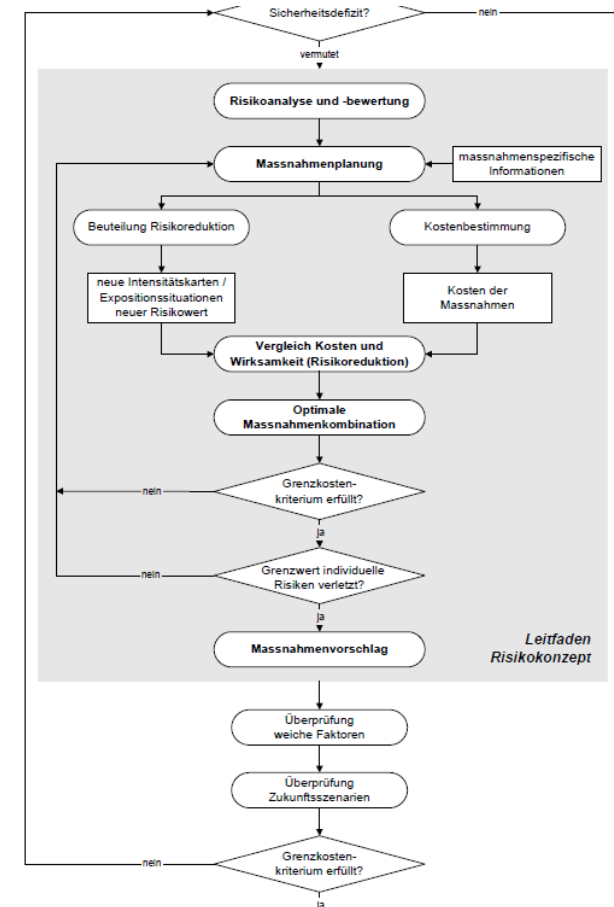 Sicherheitsdefizit?
nein
vermutet
Risikoanalyse und -bewertung
Massnahmenplanung
massnahmenspezifische
Informationen
Beuteilung Risikoreduktion
Kostenbestimmung
neue Intensitätskarten /
Expositionssituationen
neuer Risikowert
Kosten der
Massnahmen
Vergleich Kosten und
Wirksamkeit (Risikoreduktion)
Optimale
Massnahmenkombination
nein
Grenzkosten-
kriterium erfüllt?
ja
nein
Grenzwert individuelle
Risiken verletzt?
ja
Massnahmenvorschlag
Leitfaden
Risikokonzept
Überprüfung
weiche Faktoren
Überprüfung
Zukunftsszenarien
nein
Grenzkosten-
kriterium erfüllt?
ja